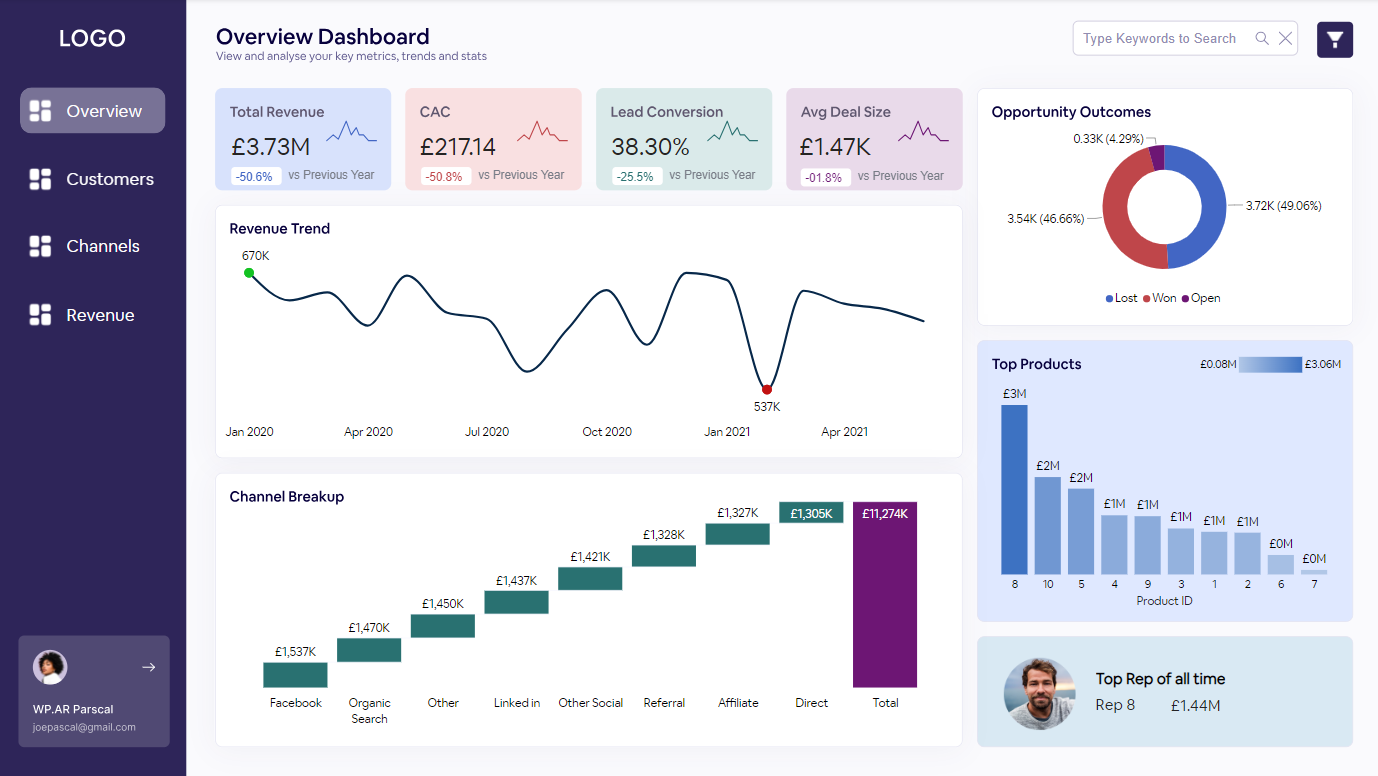 LOGO
Overview
Customers
Channels
Revenue
WP.AR Parscal
joepascal@gmail.com
Overview Dashboard
View and analyse your key metrics, trends and stats
Type Keywords to Search
Total Revenue
£3.73M
-50.6% vs Previous Year
CAC
£217.14
-50.8% vs Previous Year
Lead Conversion
38.30%
-25.5% vs Previous Year
Avg Deal Size
£1.47K
-01.8% vs Previous Year
Revenue Trend
670K
537K
Jan 2020 Apr 2020 Jul 2020 Oct 2020 Jan 2021 Apr 2021
Channel Breakup
£1,537K
£1,470K
£1,450K
£1,437K
£1,421K
£1,328K
£1,327K
£1,305K
£11,274K
Facebook
Organic
Search
Other
Linked in
Other Social
Referral
Affiliate
Direct
Total
Opportunity Outcomes
0.33K (4.29%)
3.72K (49.06%)
3.54K (46.66%)
Lost Won Open
Top Products
£0.08M £3.06M
£3M
£2M
£2M
£1M
£1M
£1M
£1M
£1M
£0M
£0M
8 10 5 4 9 3 1 2 6 7
Product ID
Top Rep of all time
Rep 8 £1.44M